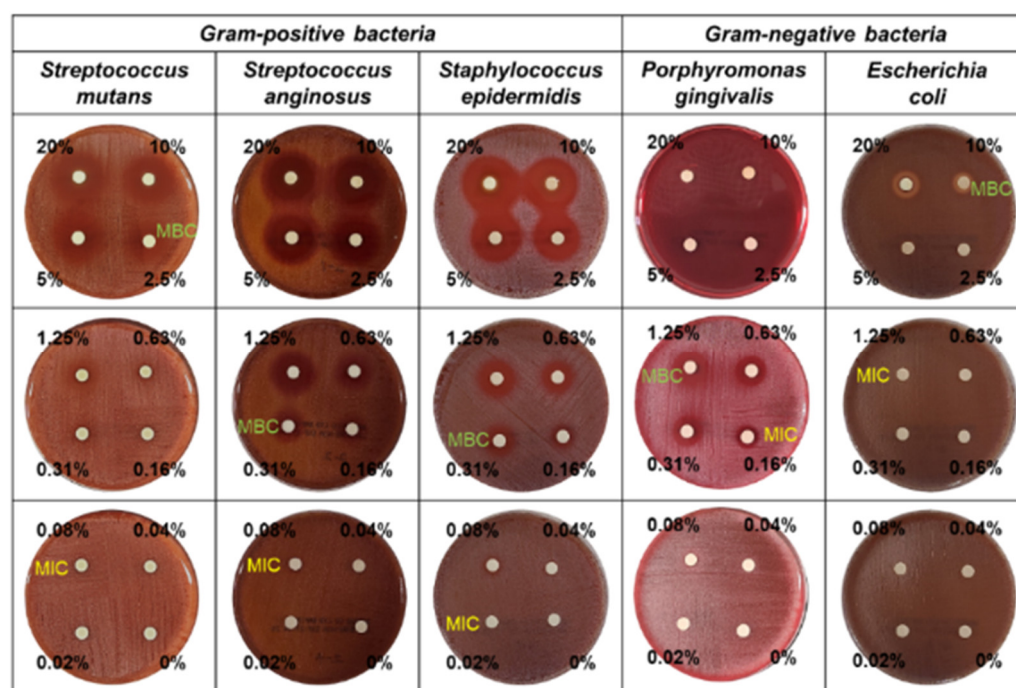 Gram-positive bacteria
Gram-negative bacteria
Streptococcus
mutans
Streptococcus
anginosus
Staphylococcus
epidermidis
Porphyromonas
gingivalis
Escherichia
coli
20% 10%
MBC
5% 2.5%
20% 10%
5% 2.5%
20% 10%
5% 2.5%
20% 10%
5% 2.5%
20% 10%
MBC
5% 2.5%
1.25% 0.63%
0.31% 0.16%
1.25% 0.63%
MBC
0.31% 0.16%
1.25% 0.63%
MBC
0.31% 0.16%
1.25% 0.63%
MBC
MIC
0.31% 0.16%
1.25% 0.63%
MIC
0.31% 0.16%
0.08% 0.04%
MIC
0.02% 0%
0.08% 0.04%
MIC
0.02% 0%
0.08% 0.04%
MIC
0.02% 0%
0.08% 0.04%
0.02% 0%
0.08% 0.04%
0.02% 0%